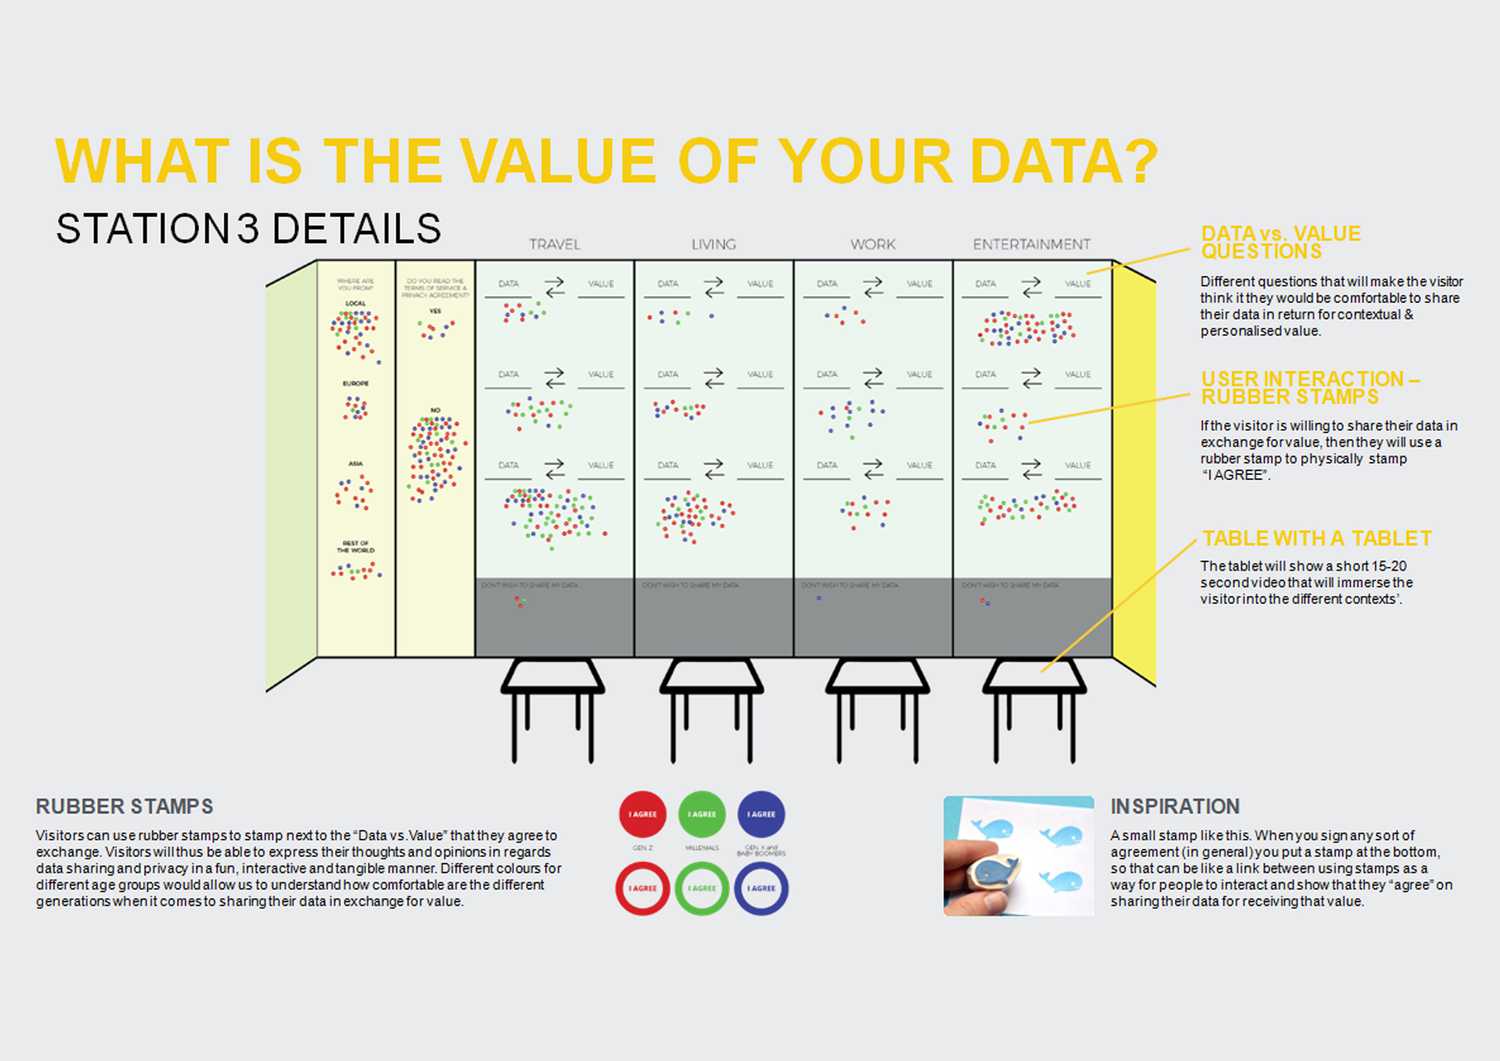 WHAT IS THE VALUE OF YOUR DATA?
STATION 3 DETAILS
TRAVEL
LIVING
WORK
ENTERTAINMENT
WHERE ARE
YOU FROM?
LOCAL
EUROPE
ASIA
REST OF
THE WORLD
DO YOU READ THE
TERMS OF SERVICE &
PRIVACY AGREEMENT?
YES
NO
DATA VALUE
DATA VALUE
DATA VALUE
DON'T WISH TO SHARE MY DATA...
DATA VALUE
DATA VALUE
DATA VALUE
DON'T WISH TO SHARE MY DATA...
DATA VALUE
DATA VALUE
DATA VALUE
DON'T WISH TO SHARE MY DATA...
DATA VALUE
DATA VALUE
DATA VALUE
DON'T WISH TO SHARE MY DATA...
DATA vs. VALUE
QUESTIONS
Different questions that will make the visitor
think it they would be comfortable to share
their data in return for contextual &
personalised value.
USER INTERACTION –
RUBBER STAMPS
If the visitor is willing to share their data in
exchange for value, then they will use a
rubber stamp to physically stamp
“I AGREE”.
TABLE WITH A TABLET
The tablet will show a short 15-20
second video that will immerse the
visitor into the different contexts’.
RUBBER STAMPS
Visitors can use rubber stamps to stamp next to the “Data vs. Value” that they agree to
exchange. Visitors will thus be able to express their thoughts and opinions in regards
data sharing and privacy in a fun, interactive and tangible manner. Different colours for
different age groups would allow us to understand how comfortable are the different
generations when it comes to sharing their data in exchange for value.
I AGREE
I AGREE
I AGREE
GEN Z
MILLENIALS
GEN X and
BABY BOOMERS
I AGREE
I AGREE
I AGREE
INSPIRATION
A small stamp like this. When you sign any sort of
agreement (in general) you put a stamp at the bottom,
so that can be like a link between using stamps as a
way for people to interact and show that they “agree” on
sharing their data for receiving that value.